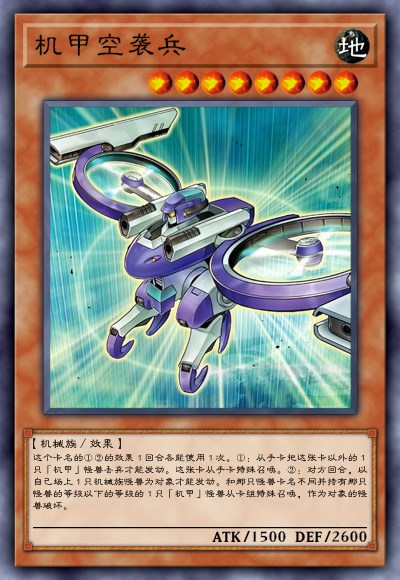 机甲空袭兵
地
【机械族／效果】
这个卡名的①②的效果1回合各能使用1次。①：从手卡把这张卡以外的1
只「机甲」怪兽丢弃才能发动。这张卡从手卡特殊召唤。②：对方回合，以
自己场上1只机械族怪兽为对象才能发动。和那只怪兽卡名不同并持有那只
怪兽的等级以下的等级的1只「机甲」怪兽从卡组特殊召唤，作为对象的怪
兽破坏。
ATK/1500 DEF/2600